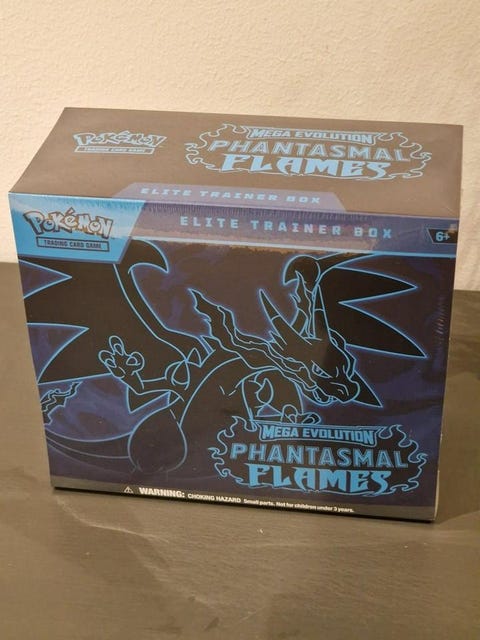 POKÉMON
TRADING CARD GAME
MEGA EVOLUTION
PHANTASMAL
FLAMES
ELITE TRAINER BOX
POKÉMON
TRADING CARD GAME
ELITE TRAINER BOX
6+
MEGA EVOLUTION
PHANTASMAL
FLAMES
WARNING: CHOKING HAZARD Small parts. Not for children under 3 years.